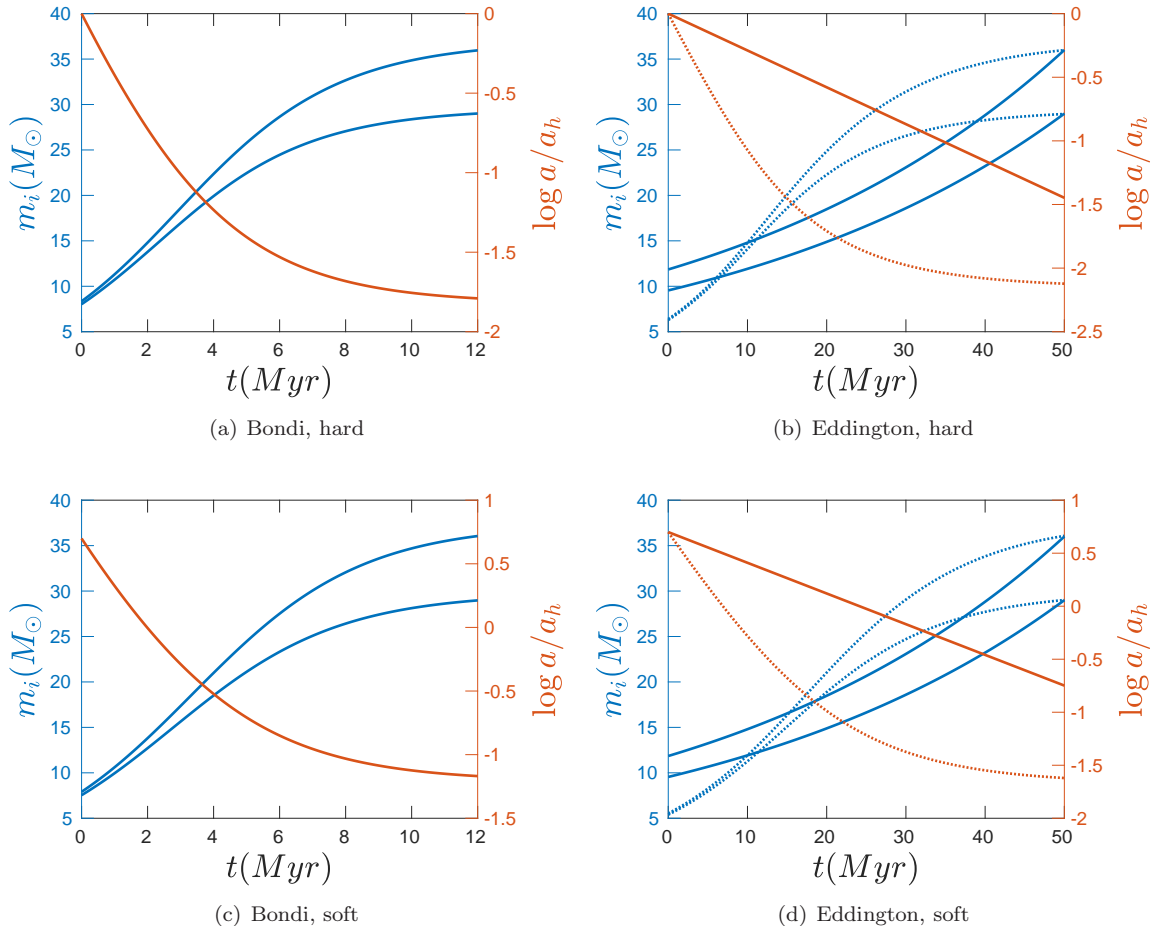 40 35 30 25 20 15 10 5
m_i(M_⊙)
0 -0.5 -1 -1.5 -2
log a/a_h
0 2 4 6 8 10 12
t(Myr)
(a) Bondi, hard
40 35 30 25 20 15 10 5
m_i(M_⊙)
0 -0.5 -1 -1.5 -2 -2.5
log a/a_h
0 10 20 30 40 50
t(Myr)
(b) Eddington, hard
40 35 30 25 20 15 10 5
m_i(M_⊙)
1 0.5 0 -0.5 -1 -1.5
log a/a_h
0 2 4 6 8 10 12
t(Myr)
(c) Bondi, soft
40 35 30 25 20 15 10 5
m_i(M_⊙)
1 0.5 0 -0.5 -1 -1.5 -2
log a/a_h
0 10 20 30 40 50
t(Myr)
(d) Eddington, soft